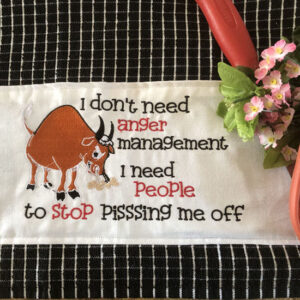 I don't need
anger
management
I need
People
to StoP Pisssing me off